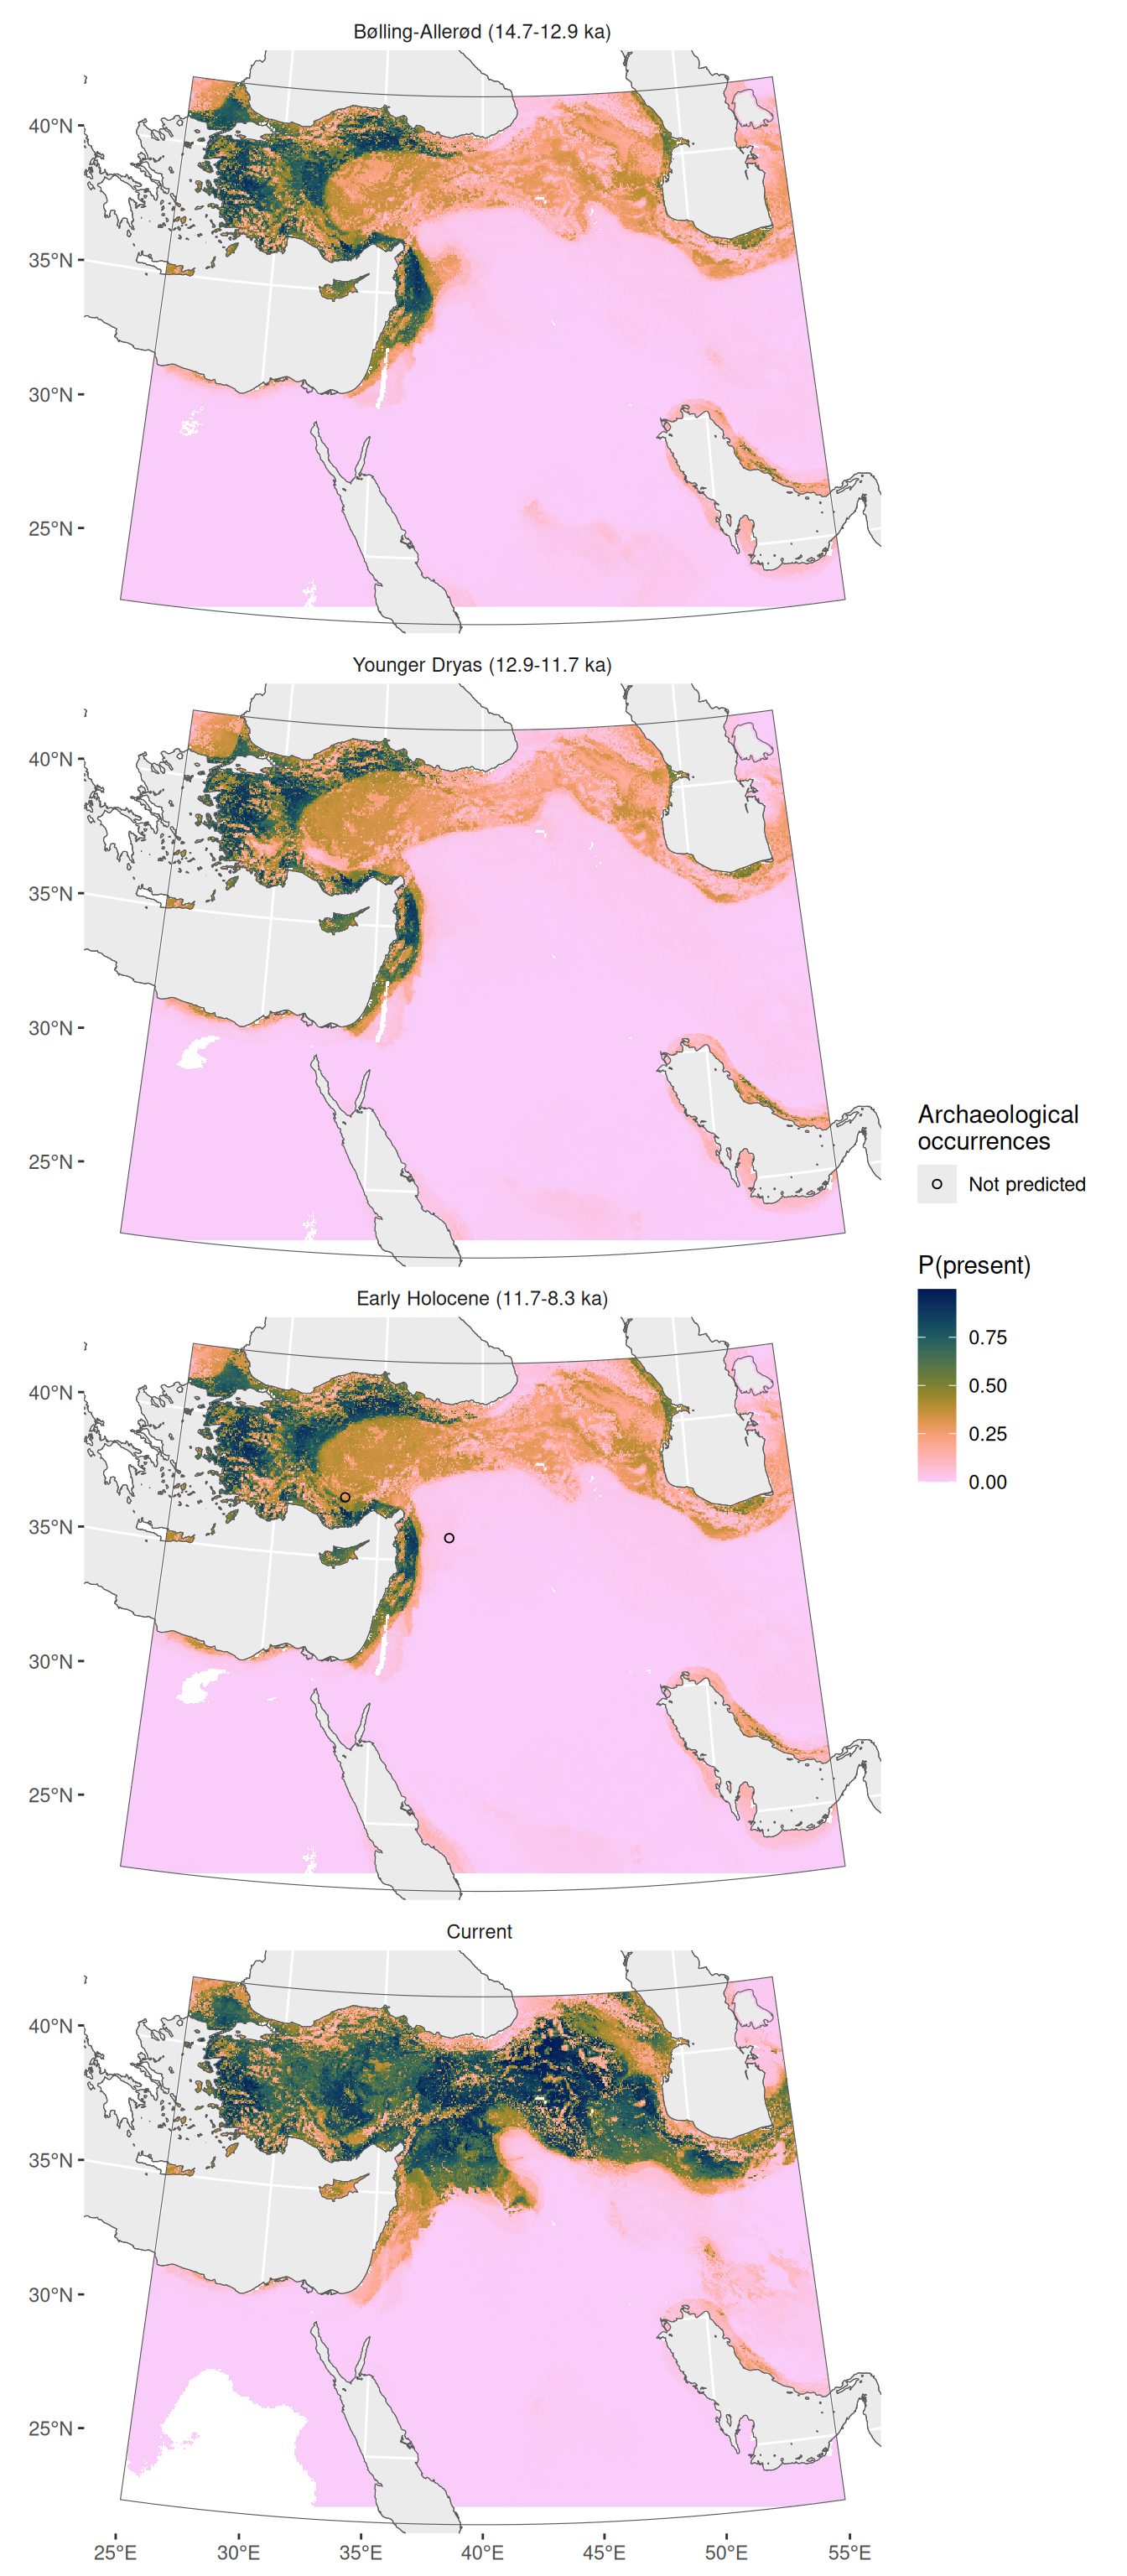 Bølling-Allerød (14.7-12.9 ka)
40°N
35°N
30°N
25°N
Younger Dryas (12.9-11.7 ka)
40°N
35°N
30°N
25°N
Early Holocene (11.7-8.3 ka)
40°N
35°N
30°N
25°N
Current
40°N
35°N
30°N
25°N
25°E 30°E 35°E 40°E 45°E 50°E 55°E
Archaeological
occurrences
Not predicted
P(present)
0.75
0.50
0.25
0.00